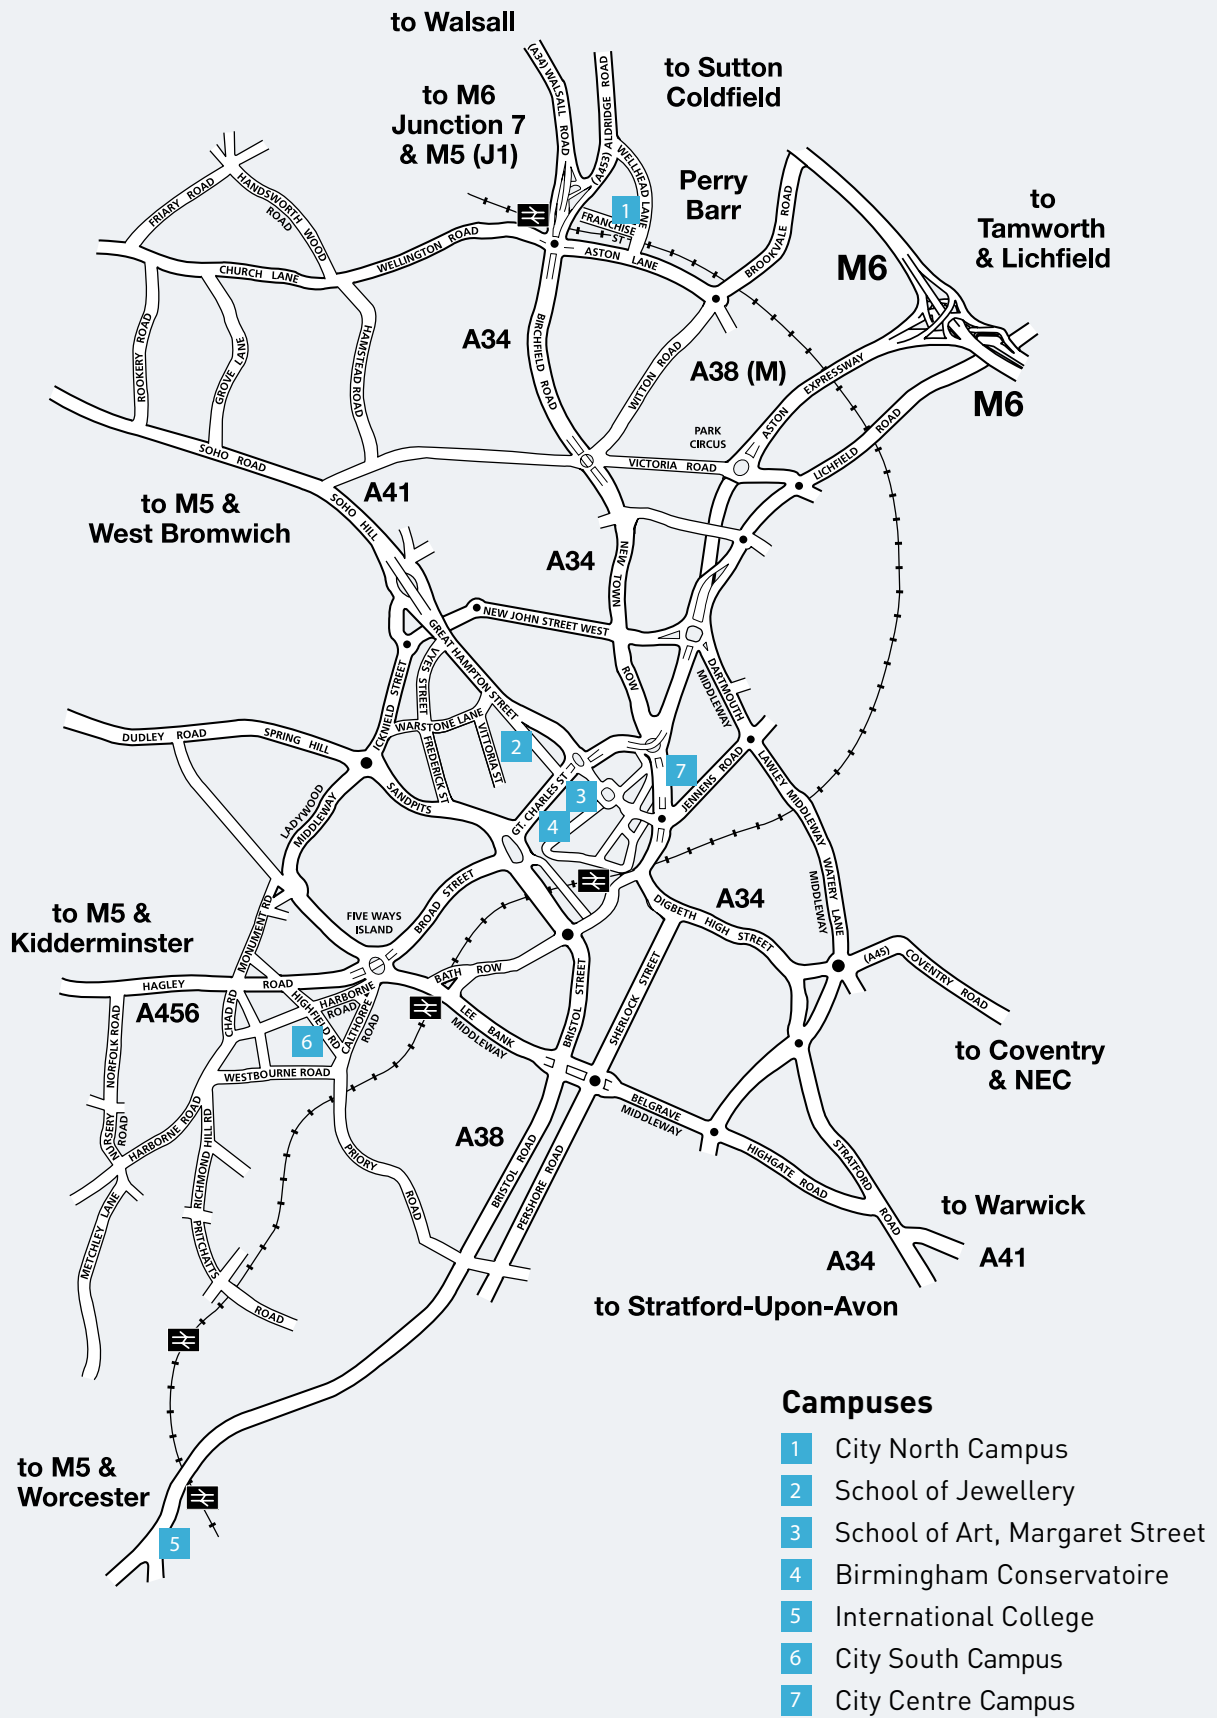 to Walsall
(A34) WALSALL ROAD
(A453) ALDRIDGE ROAD
to Sutton
Coldfield
to M6
Junction 7
& M5 (J1)
WELLHEAD LANE
Perry
Barr
1
FRANCHISE
ST
to
Tamworth
& Lichfield
FRIARY ROAD
HANDSWORTH WOOD
ROAD
CHURCH LANE
WELLINGTON ROAD
ASTON LANE
BROOKVALE ROAD
M6
ROOKERY ROAD
GROVE LANE
HAMSTEAD ROAD
A34
BIRCHFIELD ROAD
WITTON ROAD
A38 (M)
ASTON EXPRESSWAY
M6
PARK
CIRCUS
SOHO ROAD
VICTORIA ROAD
LICHFIELD ROAD
to M5 &
West Bromwich
A41
SOHO HILL
A34
NEW TOWN ROW
NEW JOHN STREET WEST
GREAT HAMPTON STREET
VYES STREET
ICKNIELD STREET
WARSTONE LANE
DARTMOUTH
MIDDLEWAY
DUDLEY ROAD
SPRING HILL
FREDERICK ST
VITTORIA ST
2
7
JENNENS ROAD
LAWLEY MIDDLEWAY
LADYWOOD
MIDDLEWAY
SANDPITS
GT. CHARLES ST
3
4
WATERY LANE
MIDDLEWAY
to M5 &
Kidderminster
MONUMENT RD
FIVE WAYS
ISLAND
BROAD STREET
DIGBETH HIGH STREET
A34
(A45)
COVENTRY ROAD
HAGLEY ROAD
A456
BATH ROW
HARBORNE
ROAD
HIGHFIELD RD
CALTHORPE
ROAD
CHAD RD
NORFOLK ROAD
6
LEE BANK
MIDDLEWAY
BRISTOL STREET
SHERLOCK STREET
to Coventry
& NEC
WESTBOURNE ROAD
BELGRAVE
MIDDLEWAY
NURSERY
ROAD
HARBORNE ROAD
RICHMOND HILL RD
PRIORY ROAD
A38
BRISTOL ROAD
PERSHORE ROAD
HIGHGATE ROAD
STRATFORD ROAD
METCHLEY LANE
PRITCHATTS ROAD
to Warwick
A34
A41
to Stratford-Upon-Avon
to M5 &
Worcester
5
Campuses
1 City North Campus
2 School of Jewellery
3 School of Art, Margaret Street
4 Birmingham Conservatoire
5 International College
6 City South Campus
7 City Centre Campus